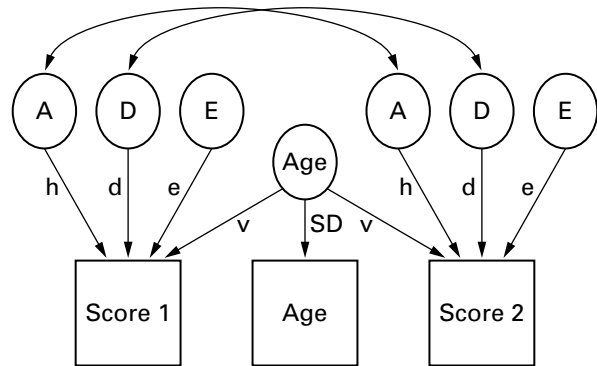 A D E A D E
Age
h d e h d e
v SD v
Score 1 Age Score 2